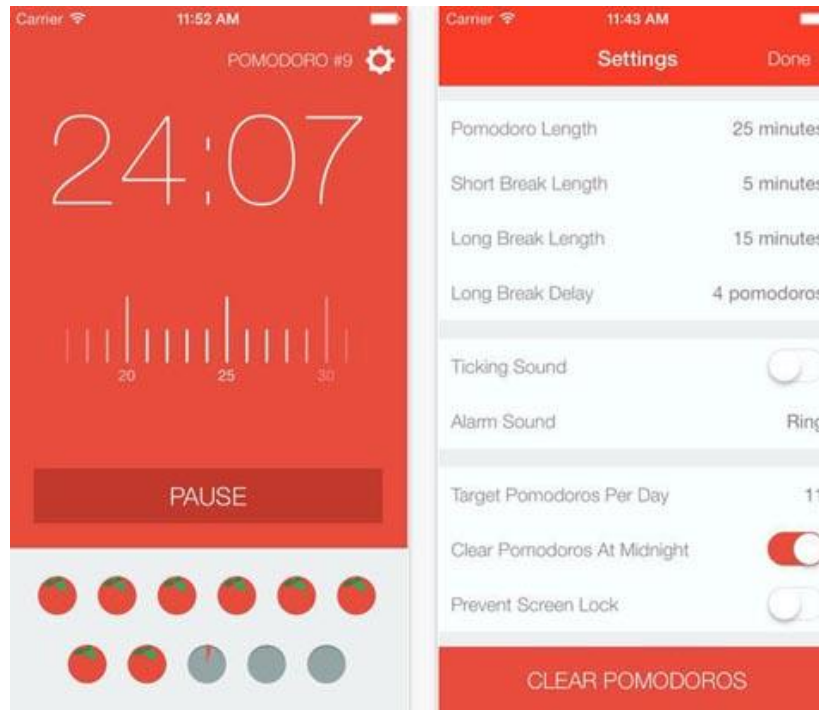 Carrier 11:52 AM
POMODORO #9
24:07
20 25 30
PAUSE
Carrier 11:43 AM
Settings Done
Pomodoro Length 25 minutes
Short Break Length 5 minutes
Long Break Length 15 minutes
Long Break Delay 4 pomodoros
Ticking Sound
Alarm Sound Ring
Target Pomodoros Per Day 11
Clear Pomodoros At Midnight
Prevent Screen Lock
CLEAR POMODOROS